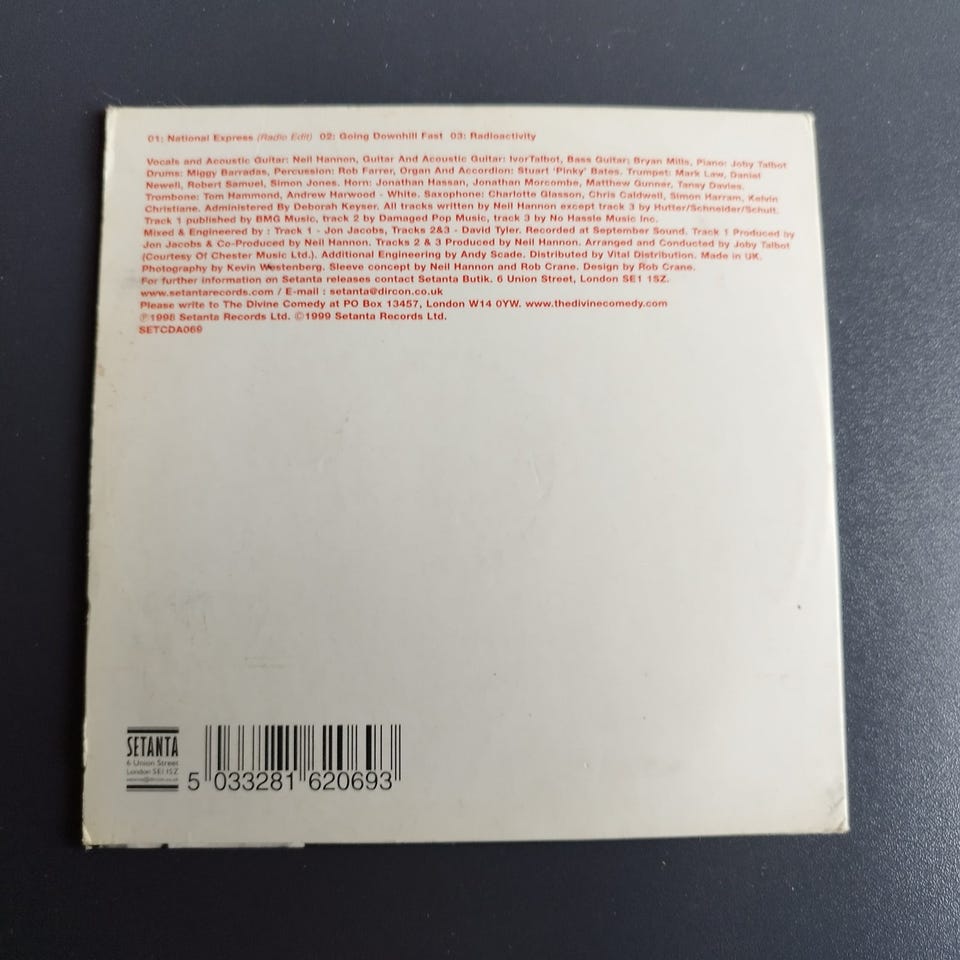 01: National Express (Radio Edit) 02: Going Downhill Fast 03: Radioactivity
Vocals and Acoustic Guitar: Neil Hannon, Guitar And Acoustic Guitar: IvorTalbot, Bass Guitar; Bryan Mills, Piano: Joby Talbot
Drums: Miggy Barradas, Percussion: Rob Farrer, Organ And Accordion: Stuart 'Pinky' Bates. Trumpet: Mark Law, Daniel
Newell, Robert Samuel, Simon Jones. Horn: Jonathan Hassan, Jonathan Morcombe, Matthew Gunner, Tansy Davies.
Trombone: Tom Hammond, Andrew Horwood - White. Saxophone: Charlotte Glasson, Chris Caldwell, Simon Harram, Kelvin
Christiane. Administered By Deborah Keyser. All tracks written by Neil Hannon except track 3 by Hutter/Schneider/Schult.
Track 1 published by BMG Music, track 2 by Damaged Pop Music, track 3 by No Hassle Music Inc.
Mixed & Engineered by : Track 1 - Jon Jacobs, Tracks 2&3 - David Tyler. Recorded at September Sound. Track 1 Produced by
Jon Jacobs & Co-Produced by Neil Hannon. Tracks 2 & 3 Produced by Neil Hannon. Arranged and Conducted by Joby Talbot
(Courtesy Of Chester Music Ltd.). Additional Engineering by Andy Scade. Distributed by Vital Distribution. Made in UK.
Photography by Kevin Westenberg. Sleeve concept by Neil Hannon and Rob Crane. Design by Rob Crane.
For further information on Setanta releases contact Setanta Butik. 6 Union Street, London SE1 1SZ.
www.setantarecords.com / E-mail : setanta@dircon.co.uk
Please write to The Divine Comedy at PO Box 13457, London W14 0YW. www.thedivinecomedy.com
℗1998 Setanta Records Ltd. ©1999 Setanta Records Ltd.
SETCDA069
SETANTA
6 Union Street
London SE1 1SZ
setanta@dircon.co.uk
5 033281 620693